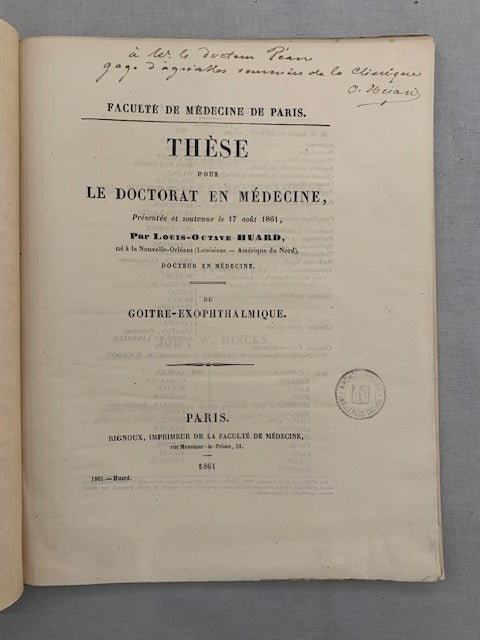 à Mr. le docteur Péan
gage d'agréables souvenirs de la Clinique
O. Huard
FACULTÉ DE MÉDECINE DE PARIS.
THÈSE
POUR
LE DOCTORAT EN MÉDECINE,
Présentée et soutenue le 17 août 1861,
Par Louis-Octave HUARD,
né à la Nouvelle-Orléans (Louisiane — Amérique du Nord),
DOCTEUR EN MÉDECINE.
DU
GOITRE-EXOPHTHALMIQUE.
PARIS.
RIGNOUX, IMPRIMEUR DE LA FACULTÉ DE MÉDECINE,
rue Monsieur-le-Prince, 31.
1861
1861. — Huard.